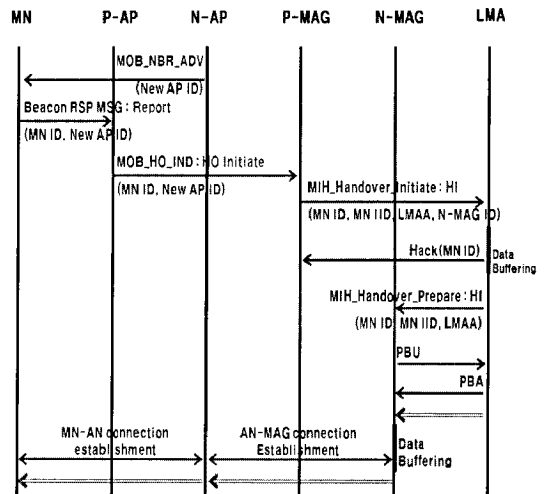 MN P-AP N-AP P-MAG N-MAG LMA
MOB_NBR_ADV
(New AP ID)
Beacon RSP MSG : Report
(MN ID, New AP ID)
MOB_HO_IND : HO Initiate
(MN ID, New AP ID)
MIH_Handover_Initiate : HI
(MN ID, MN IID, LMAA, N-MAG ID)
Hack(MN ID)
Data
Buffering
MIH_Handover_Prepare : HI
(MN ID, MN IID, LMAA)
PBU
PBA
MN-AN connection
establishment
AN-MAG connection
Establishment
Data
Buffering